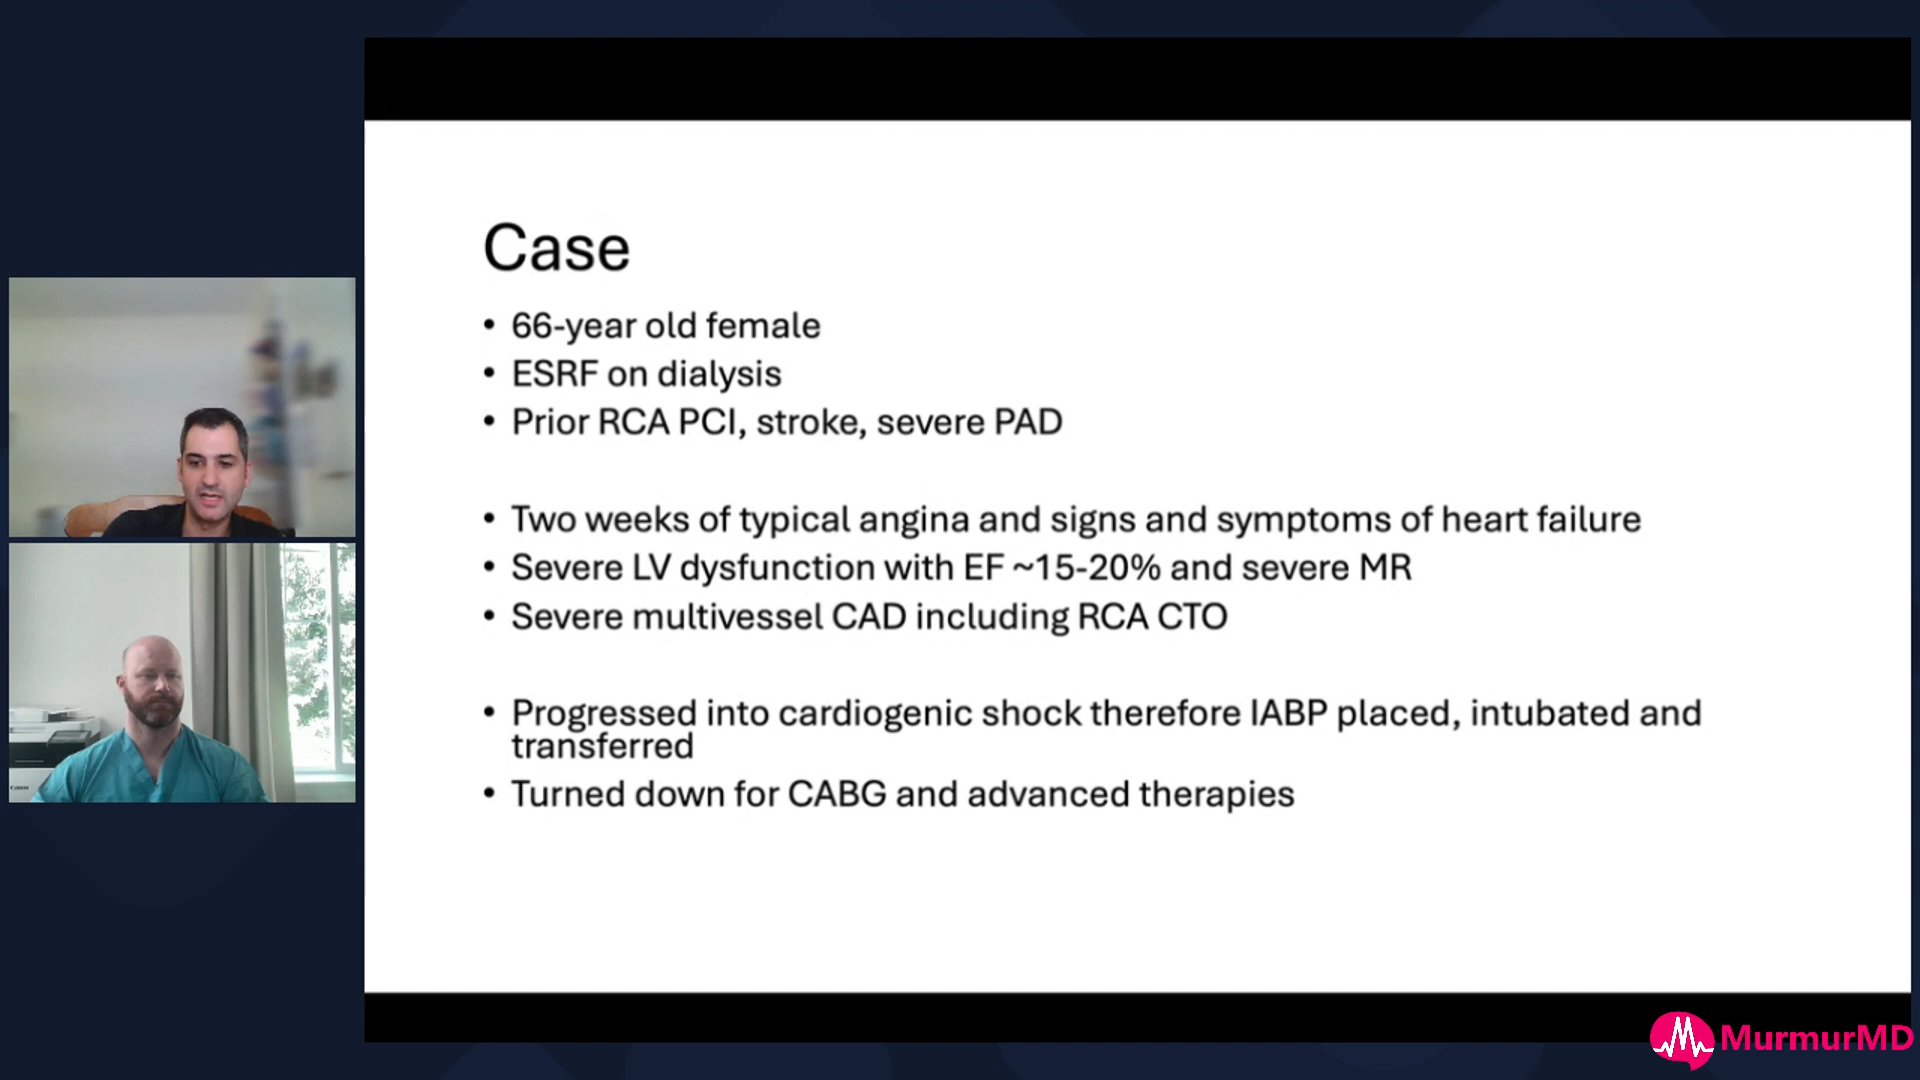 Case
• 66-year old female
• ESRF on dialysis
• Prior RCA PCI, stroke, severe PAD
• Two weeks of typical angina and signs and symptoms of heart failure
• Severe LV dysfunction with EF ~15-20% and severe MR
• Severe multivessel CAD including RCA CTO
• Progressed into cardiogenic shock therefore IABP placed, intubated and
transferred
• Turned down for CABG and advanced therapies
MurmurMD